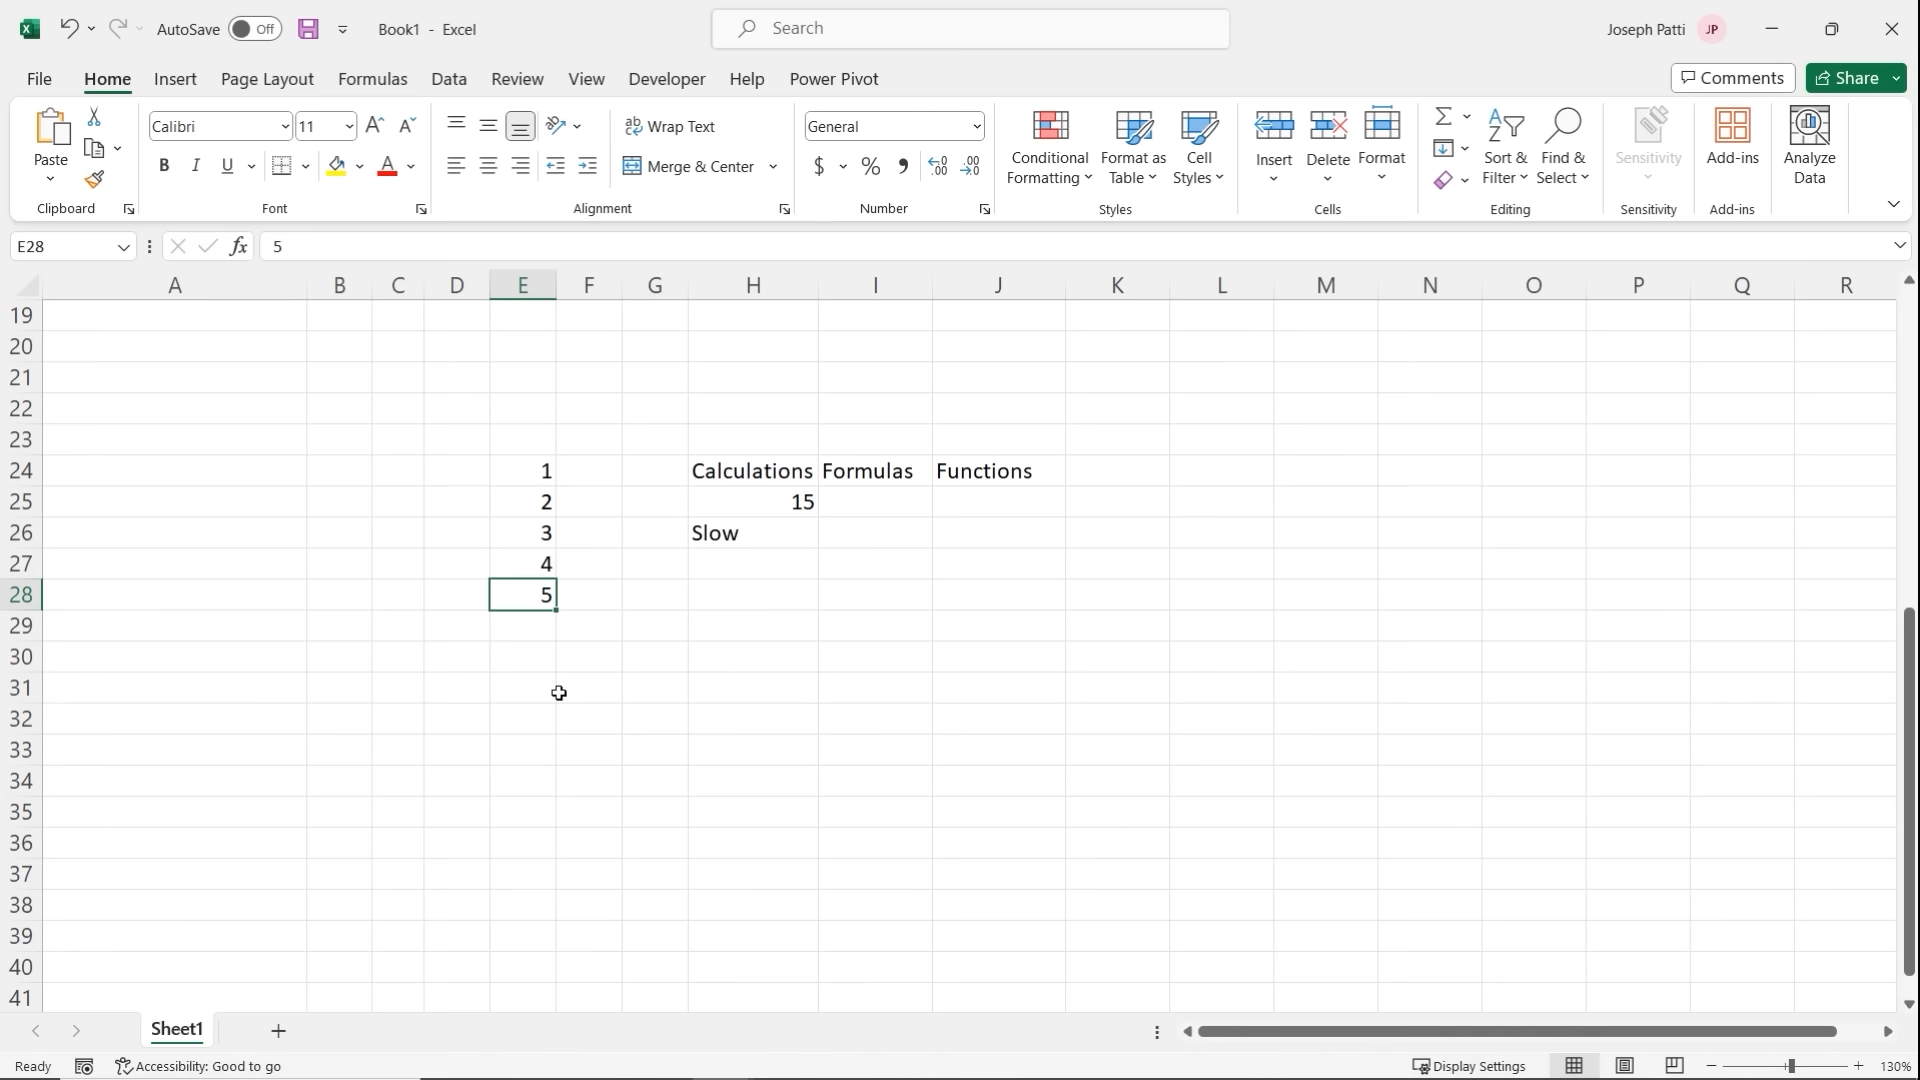 AutoSave Off Book1 - Excel Search Joseph Patti JP
File Home Insert Page Layout Formulas Data Review View Developer Help Power Pivot Comments Share
Paste
Clipboard
Calibri 11
B I U A
Font
ab Wrap Text
Merge & Center
Alignment
General
$ % 9 .00
Number
Conditional Formatting
Format as Table
Cell Styles
Styles
Insert Delete Format
Cells
Sort & Filter
Find & Select
Editing
Sensitivity
Sensitivity
Add-ins
Add-ins
Analyze Data
E28 fx 5
A B C D E F G H I J K L M N O P Q R
19
20
21
22
23
24 1 Calculations Formulas Functions
25 2 15
26 3 Slow
27 4
28 5
29
30
31
32
33
34
35
36
37
38
39
40
41
Sheet1
Ready Accessibility: Good to go Display Settings 130%